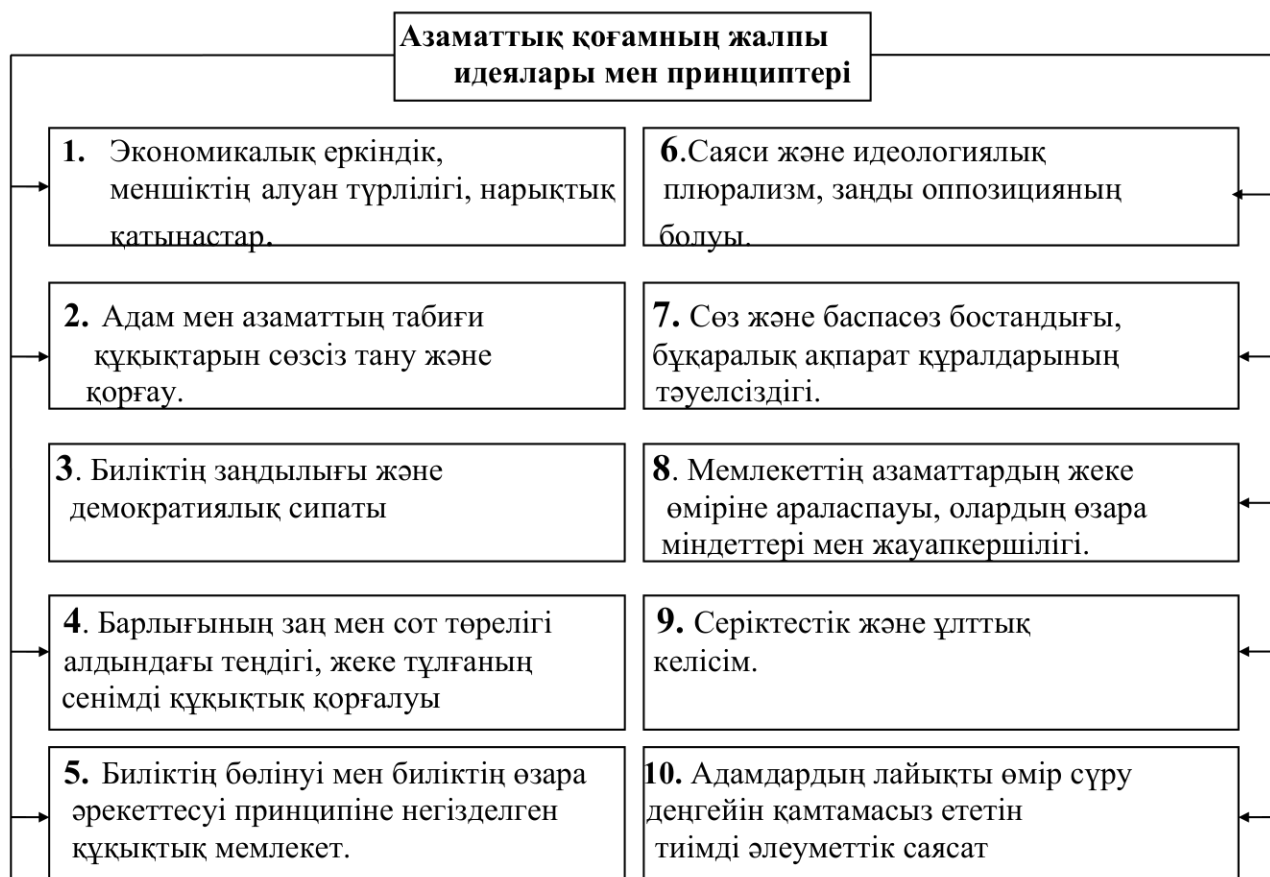 Азаматтық қоғамның жалпы
идеялары мен принциптері
1. Экономикалық еркіндік,
меншіктің алуан түрлілігі, нарықтық
қатынастар.
2. Адам мен азаматтың табиғи
құқықтарын сөзсіз тану және
қорғау.
3. Биліктің заңдылығы және
демократиялық сипаты
4. Барлығының заң мен сот төрелігі
алдындағы теңдігі, жеке тұлғаның
сенімді құқықтық қорғалуы
5. Биліктің бөлінуі мен биліктің өзара
әрекеттесуі принципіне негізделген
құқықтық мемлекет.
6.Саяси және идеологиялық
плюрализм, заңды оппозицияның
болуы.
7. Сөз және баспасөз бостандығы,
бұқаралық ақпарат құралдарының
тәуелсіздігі.
8. Мемлекеттің азаматтардың жеке
өміріне араласпауы, олардың өзара
міндеттері мен жауапкершілігі.
9. Серіктестік және ұлттық
келісім.
10. Адамдардың лайықты өмір сүру
деңгейін қамтамасыз ететін
тиімді әлеуметтік саясат